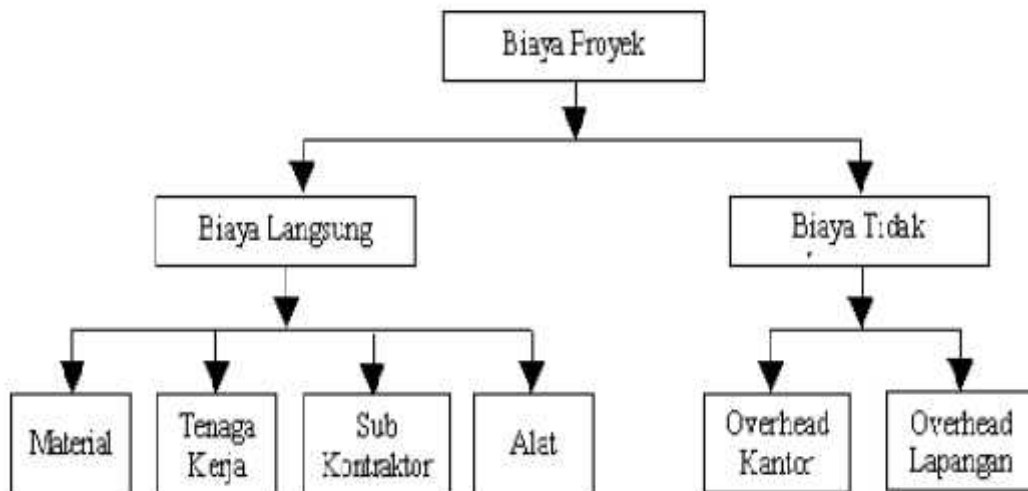 Biaya Proyek
Biaya Langsung
Biaya Tidak
Material
Tenaga
Kerja
Sub
Kontraktor
Alat
Overhead
Kantor
Overhead
Lapangan